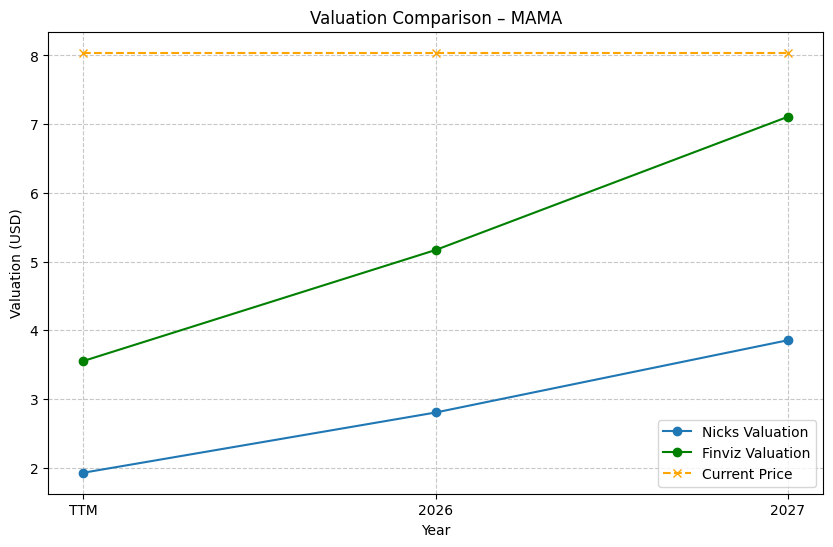 Valuation Comparison – MAMA
Valuation (USD)
8
7
6
5
4
3
2
TTM
2026
2027
Year
Nicks Valuation
Finviz Valuation
Current Price